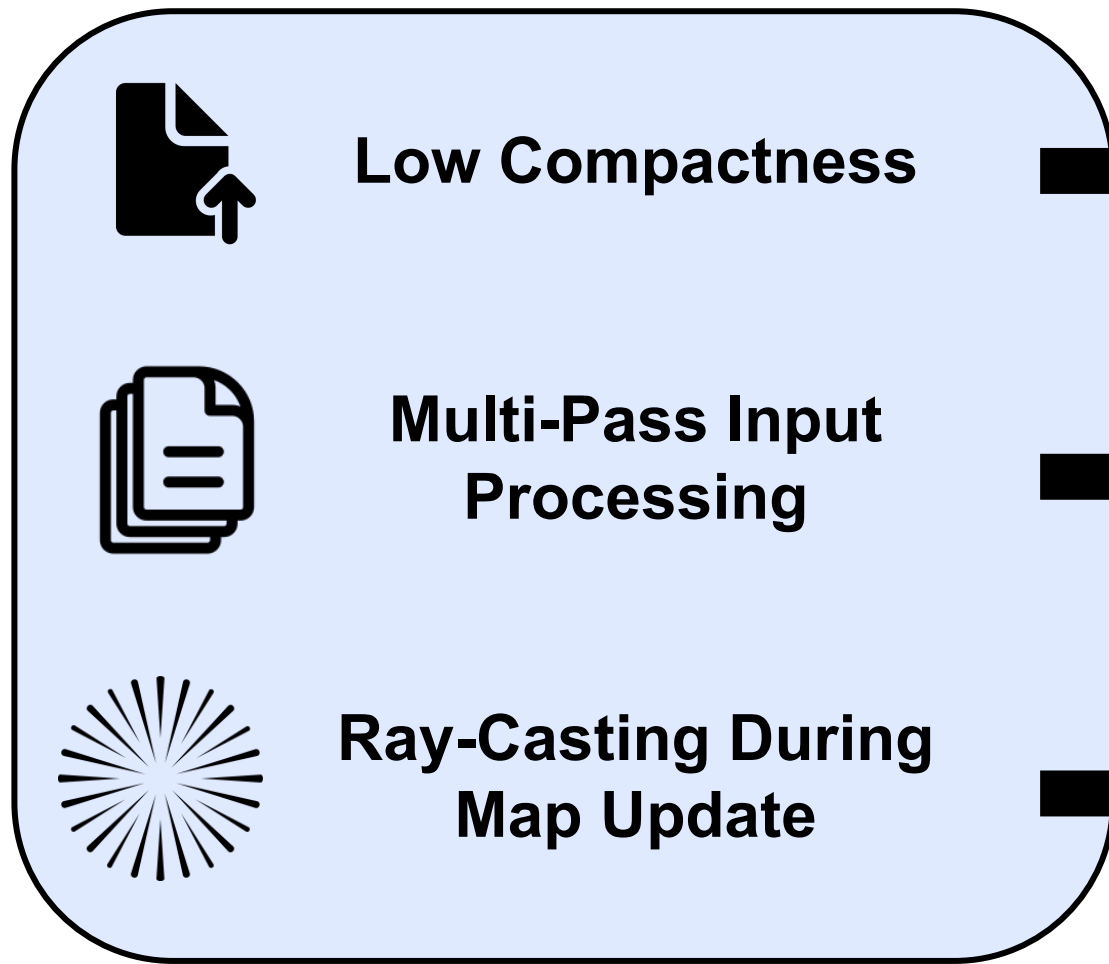 Low Compactness
Multi-Pass Input
Processing
Ray-Casting During
Map Update